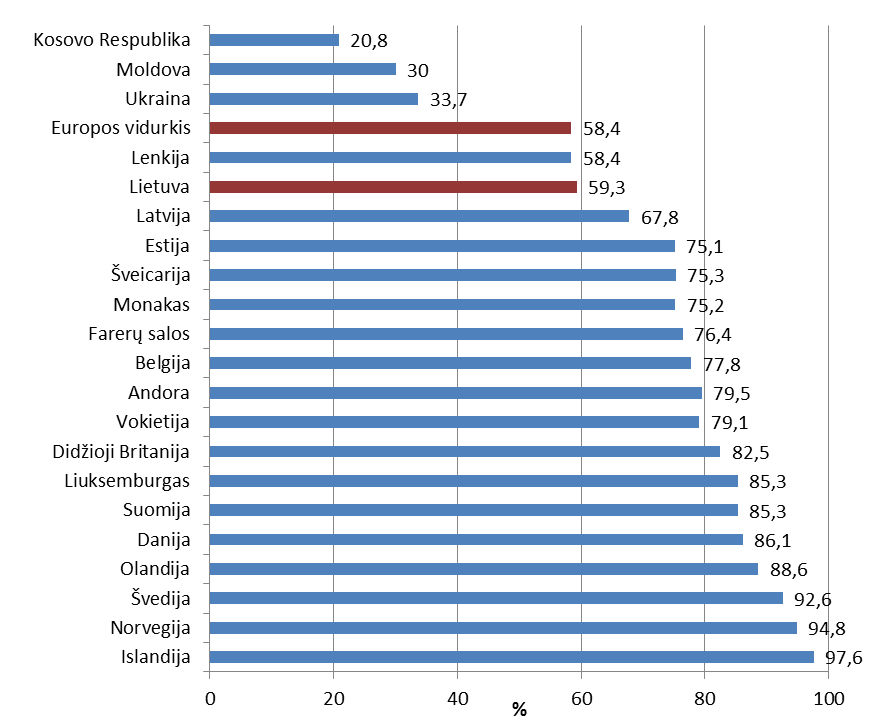 Kosovo Respublika 20,8
Moldova 30
Ukraina 33,7
Europos vidurkis 58,4
Lenkija 58,4
Lietuva 59,3
Latvija 67,8
Estija 75,1
Šveicarija 75,3
Monakas 75,2
Farerų salos 76,4
Belgija 77,8
Andora 79,5
Vokietija 79,1
Didžioji Britanija 82,5
Liuksemburgas 85,3
Suomija 85,3
Danija 86,1
Olandija 88,6
Švedija 92,6
Norvegija 94,8
Islandija 97,6
0 20 40 60 80 100
%